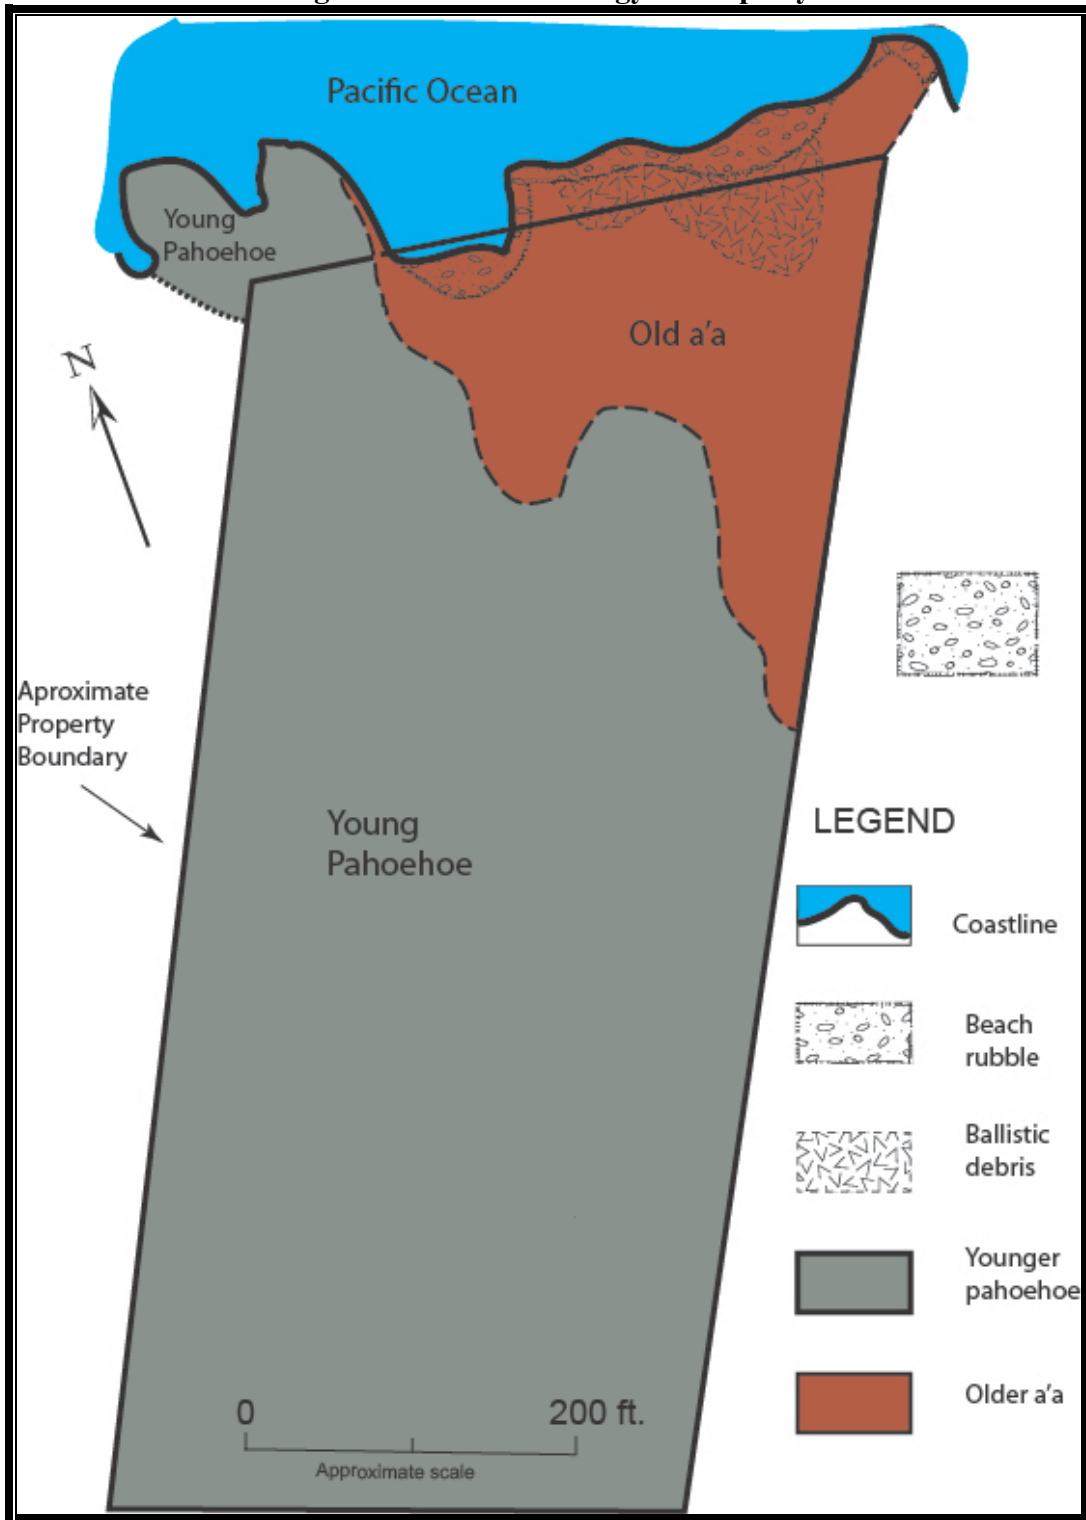 Pacific Ocean
Young
Pahoehoe
Old a'a
N
Aproximate
Property
Boundary
Young
Pahoehoe
LEGEND
Coastline
Beach
rubble
Ballistic
debris
Younger
pahoehoe
Older a'a
0 200 ft.
Approximate scale